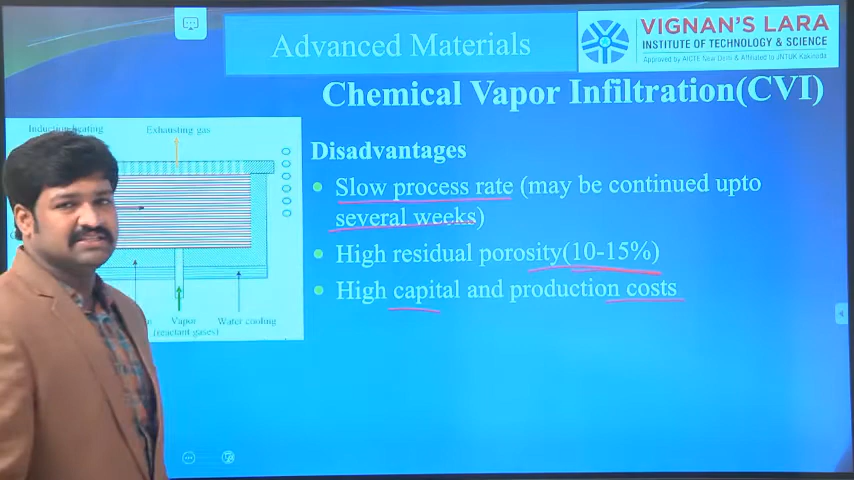 Advanced Materials
VIGNAN'S LARA
INSTITUTE OF TECHNOLOGY & SCIENCE
Approved by AICTE New Delhi & Affiliated to JNTUK Kakinada
Chemical Vapor Infiltration(CVI)
Induction heating
Exhausting gas
Disadvantages
Slow process rate (may be continued upto
several weeks)
High residual porosity(10-15%)
High capital and production costs
Vapor
(reactant gases)
Water cooling